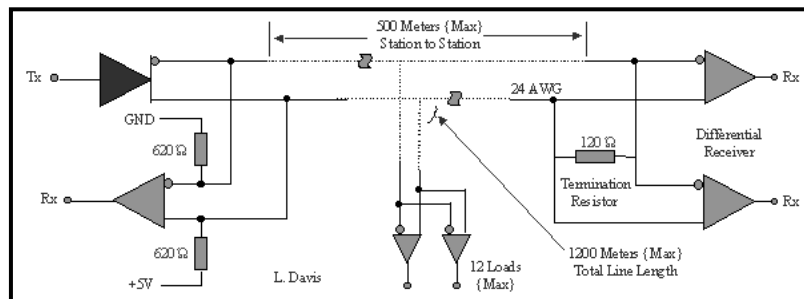 500 Meters {Max}
Station to Station
Tx
24 AWG
Rx
GND
620 Ω
120 Ω
Differential
Receiver
Rx
Termination
Resistor
Rx
620 Ω
+5V
L. Davis
12 Loads
{Max}
1200 Meters {Max}
Total Line Length